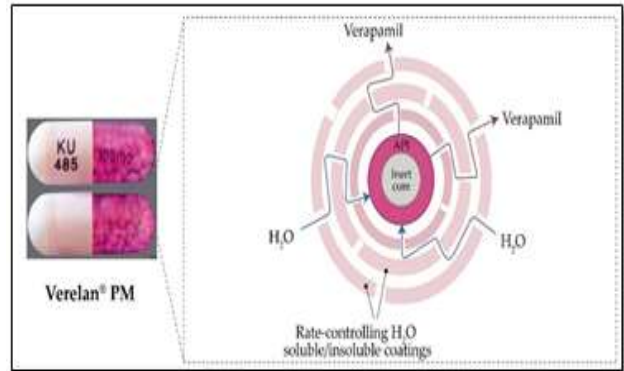 Verapamil
Verapamil
KU
485
API
Inert
core
H₂O
H₂O
Verelan® PM
Rate-controlling H₂O
soluble/insoluble coatings